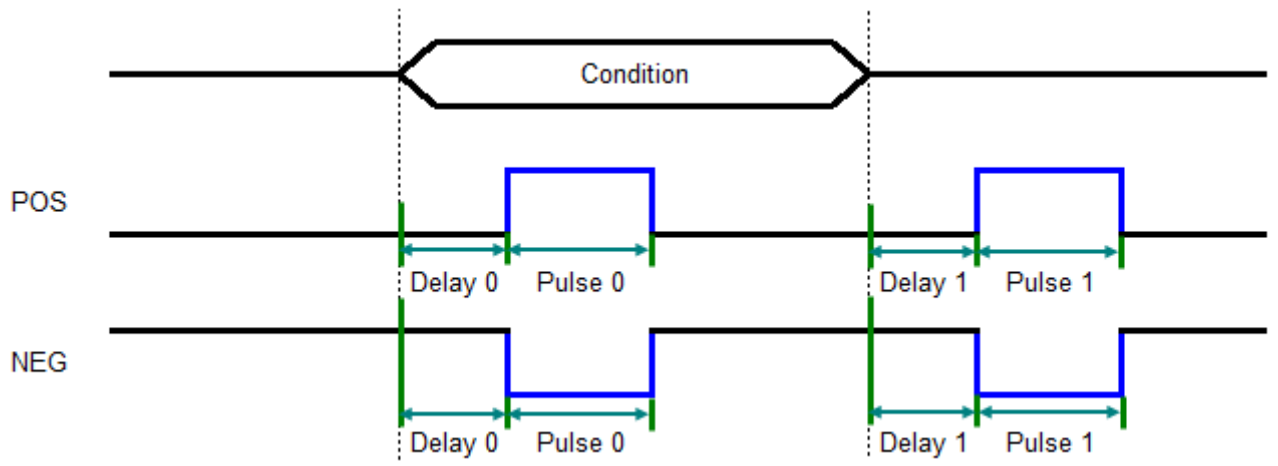 Condition
POS
Delay 0 Pulse 0 Delay 1 Pulse 1
NEG
Delay 0 Pulse 0 Delay 1 Pulse 1